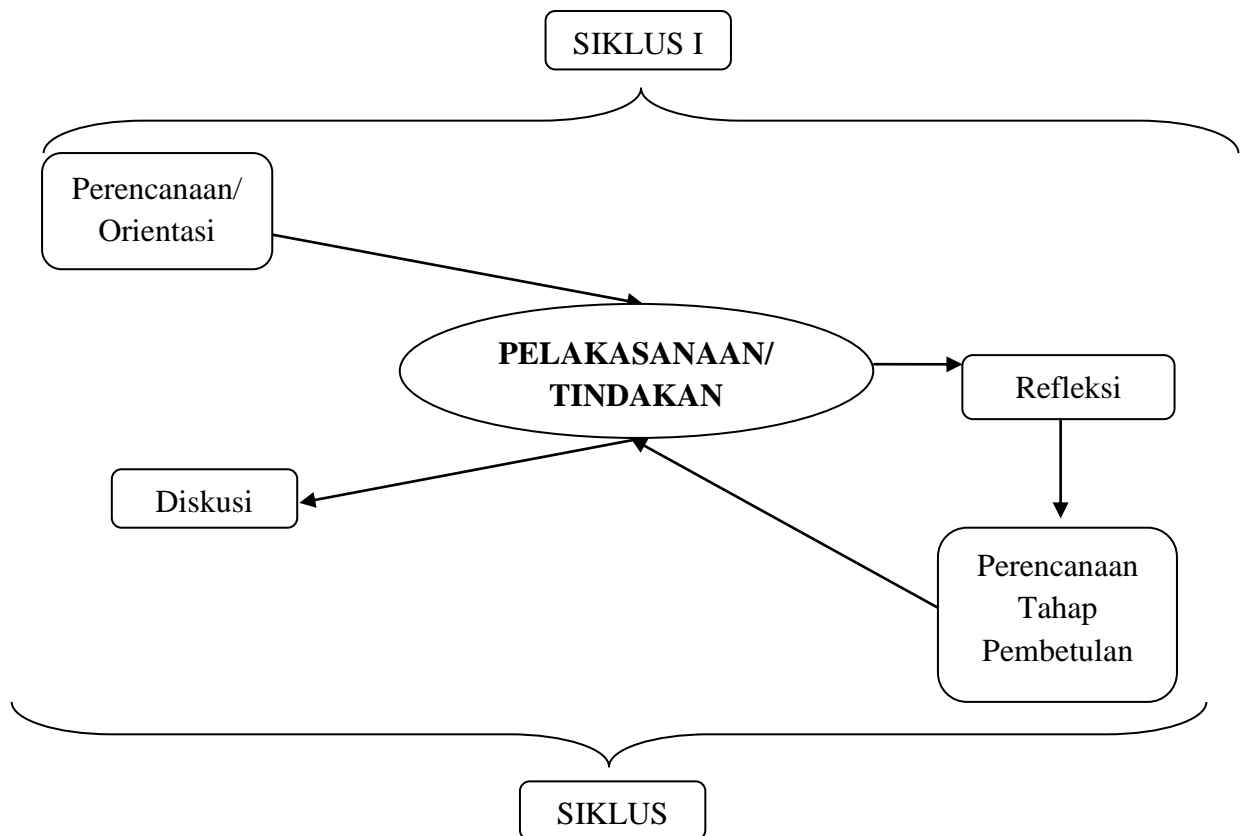 SIKLUS I
Perencanaan/
Orientasi
PELAKASANAAN/
TINDAKAN
Refleksi
Diskusi
Perencanaan
Tahap
Pembetulan
SIKLUS